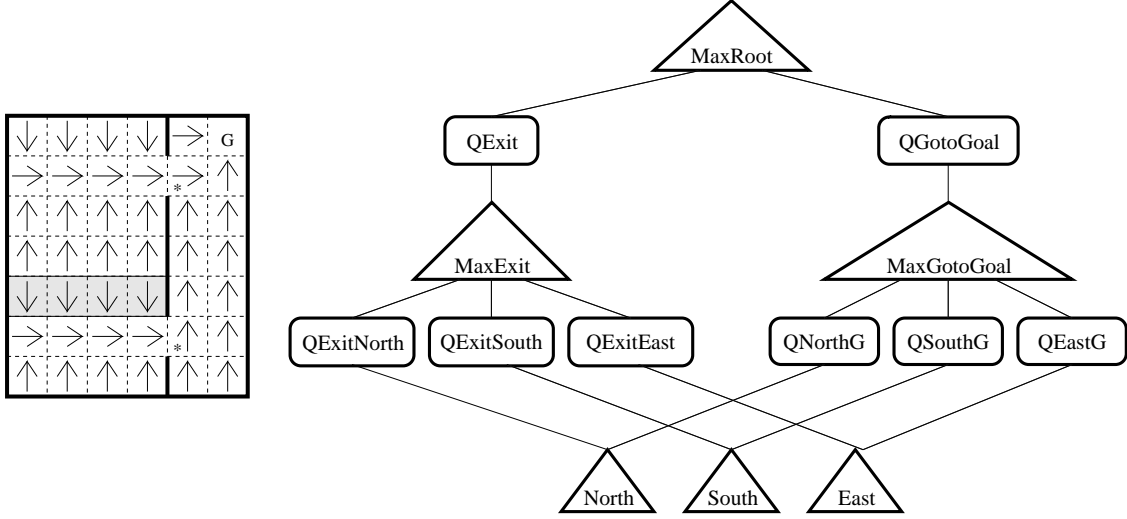 MaxRoot
G
QExit QGotoGoal
*
MaxExit MaxGotoGoal
QExitNorth QExitSouth QExitEast QNorthG QSouthG QEastG
*
North South East